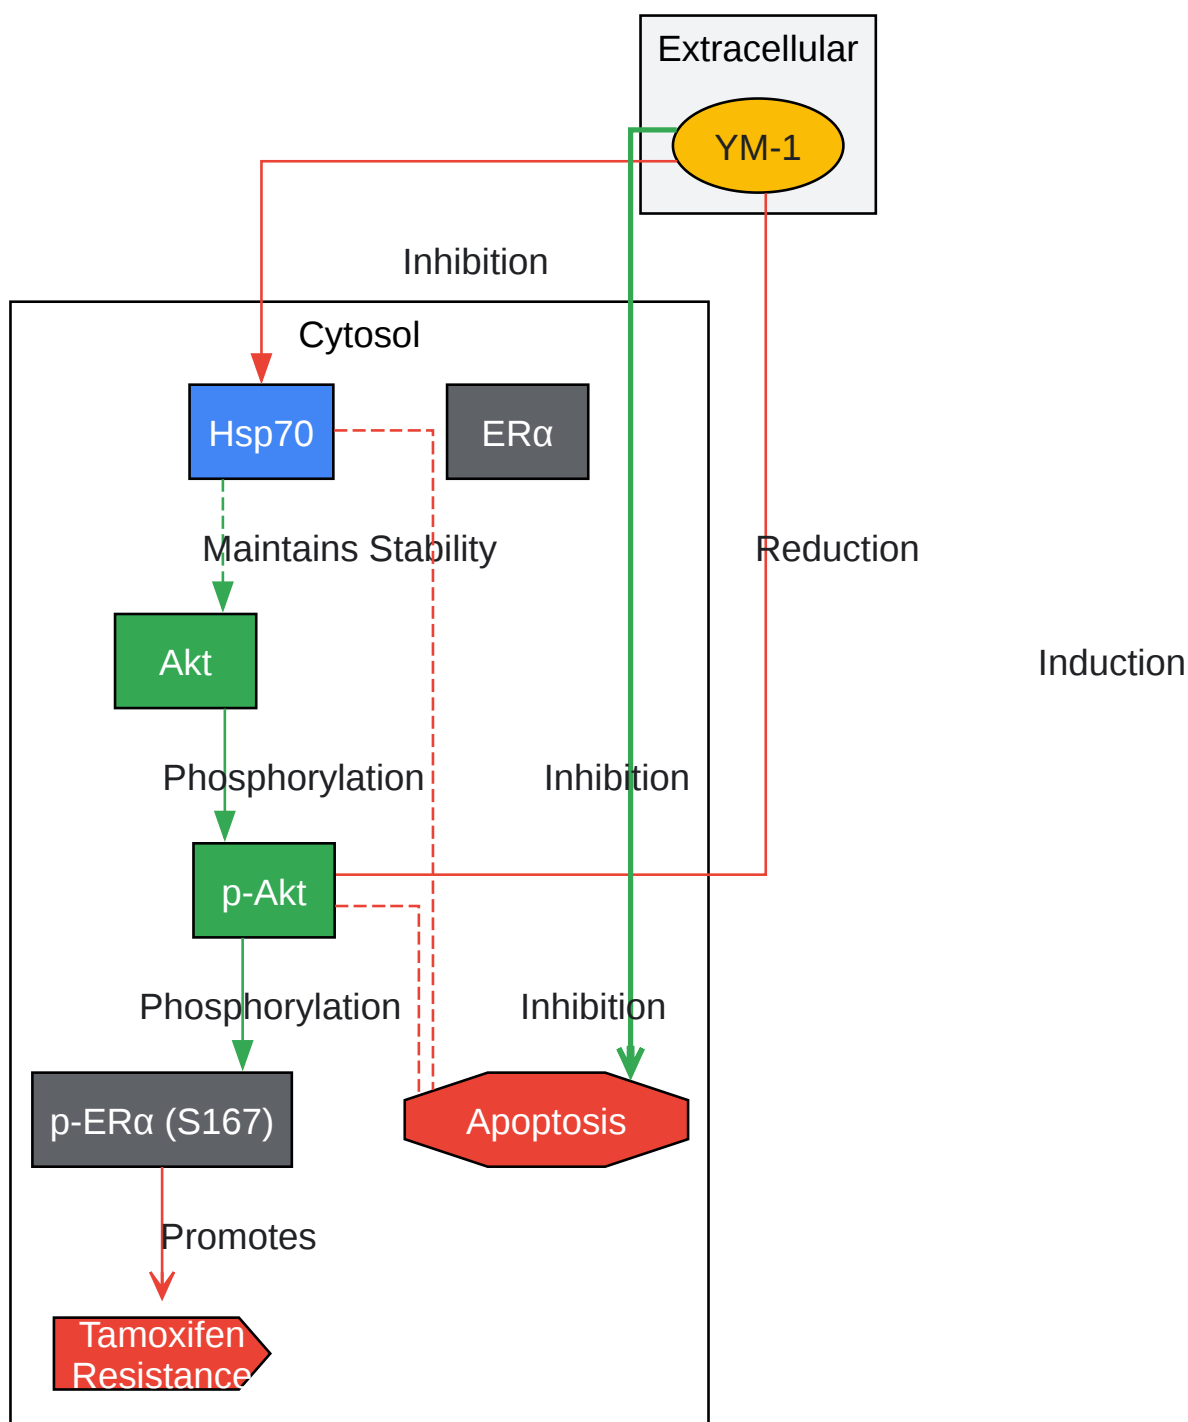 Extracellular
YM-1
Inhibition
Cytosol
Hsp70
ERα
Maintains Stability
Reduction
Akt
Induction
Phosphorylation
Inhibition
p-Akt
Phosphorylation
Inhibition
p-ERα (S167)
Apoptosis
Promotes
Tamoxifen
Resistance